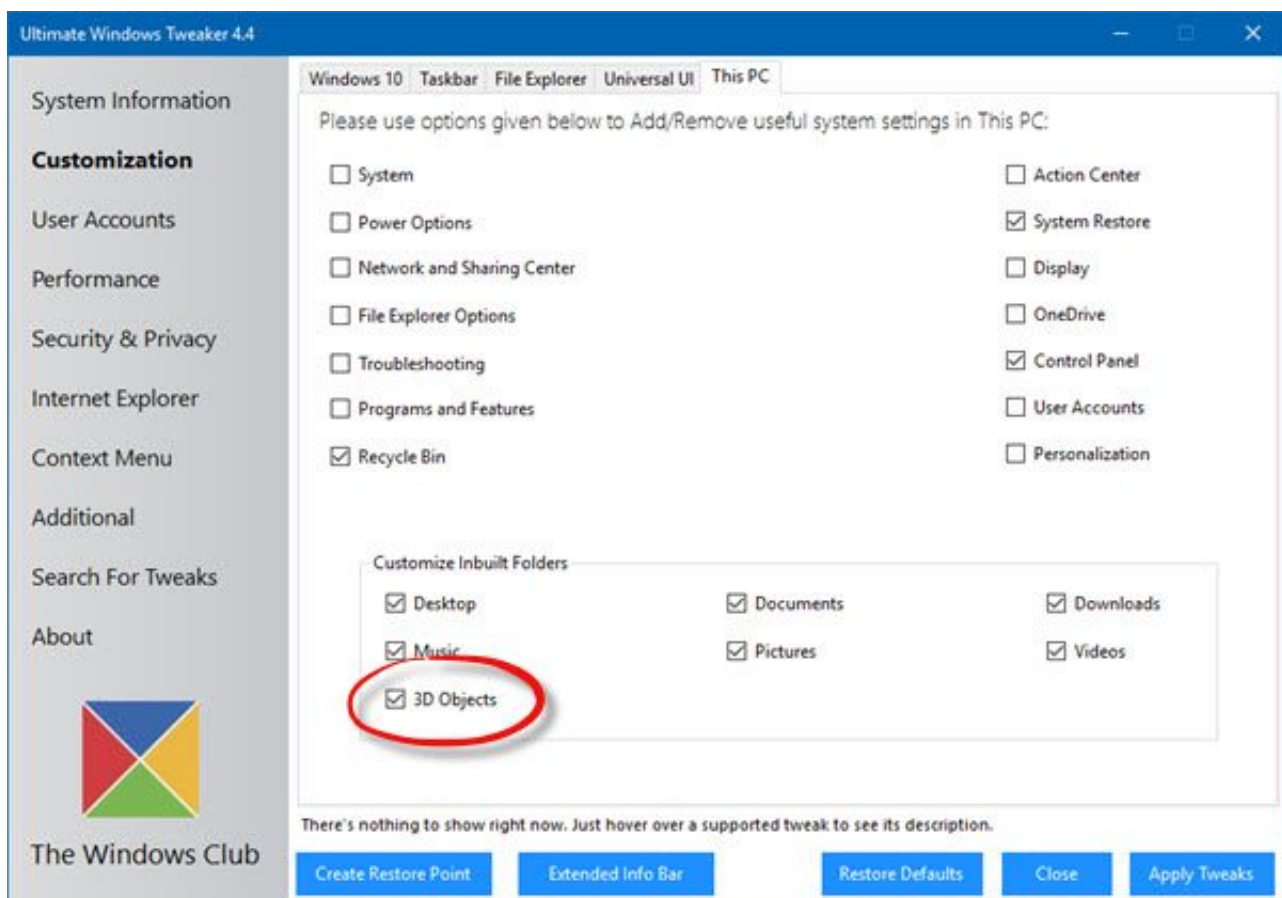 Ultimate Windows Tweaker 4.4
System Information
Customization
User Accounts
Performance
Security & Privacy
Internet Explorer
Context Menu
Additional
Search For Tweaks
About
The Windows Club
Windows 10 Taskbar File Explorer Universal UI This PC
Please use options given below to Add/Remove useful system settings in This PC:
System
Power Options
Network and Sharing Center
File Explorer Options
Troubleshooting
Programs and Features
Recycle Bin
Action Center
System Restore
Display
OneDrive
Control Panel
User Accounts
Personalization
Customize Inbuilt Folders
Desktop Documents Downloads
Music Pictures Videos
3D Objects
There's nothing to show right now. Just hover over a supported tweak to see its description.
Create Restore Point Extended Info Bar Restore Defaults Close Apply Tweaks